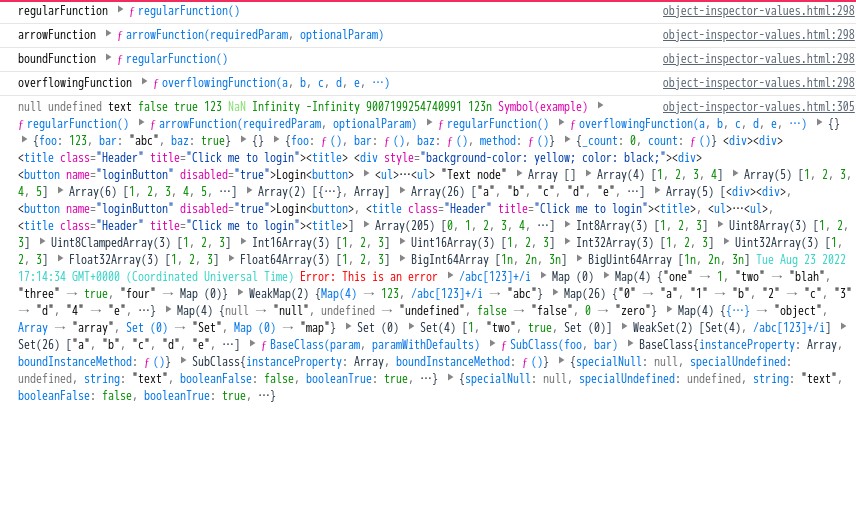 regularFunction ▶ ƒ regularFunction() object-inspector-values.html:298
arrowFunction ▶ ƒ arrowFunction(requiredParam, optionalParam) object-inspector-values.html:298
boundFunction ▶ ƒ regularFunction() object-inspector-values.html:298
overflowingFunction ▶ ƒ overflowingFunction(a, b, c, d, e, …) object-inspector-values.html:298
null undefined text false true 123 NaN Infinity -Infinity 9007199254740991 123n Symbol(example) ▶ object-inspector-values.html:305
ƒ regularFunction() ▶ ƒ arrowFunction(requiredParam, optionalParam) ▶ ƒ regularFunction() ▶ ƒ overflowingFunction(a, b, c, d, e, …) ▶ {}
▶ {foo: 123, bar: "abc", baz: true} ▶ {} ▶ {foo: ƒ (), bar: ƒ (), baz: ƒ (), method: ƒ ()} ▶ {_count: 0, count: ƒ ()} <div><div>
<title class="Header" title="Click me to login"><title> <div style="background-color: yellow; color: black;"><div>
<button name="loginButton" disabled="true">Login<button> ▶ <ul>…<ul> "Text node" ▶ Array [] ▶ Array(4) [1, 2, 3, 4] ▶ Array(5) [1, 2, 3,
4, 5] ▶ Array(6) [1, 2, 3, 4, 5, …] ▶ Array(2) [{…}, Array] ▶ Array(26) ["a", "b", "c", "d", "e", …] ▶ Array(5) [<div><div>,
<button name="loginButton" disabled="true">Login<button>, <title class="Header" title="Click me to login"><title>, <ul>…<ul>,
<title class="Header" title="Click me to login"><title>] ▶ Array(205) [0, 1, 2, 3, 4, …] ▶ Int8Array(3) [1, 2, 3] ▶ Uint8Array(3) [1, 2,
3] ▶ Uint8ClampedArray(3) [1, 2, 3] ▶ Int16Array(3) [1, 2, 3] ▶ Uint16Array(3) [1, 2, 3] ▶ Int32Array(3) [1, 2, 3] ▶ Uint32Array(3) [1,
2, 3] ▶ Float32Array(3) [1, 2, 3] ▶ Float64Array(3) [1, 2, 3] ▶ BigInt64Array [1n, 2n, 3n] ▶ BigUint64Array [1n, 2n, 3n] Tue Aug 23 2022
17:14:34 GMT+0000 (Coordinated Universal Time) Error: This is an error ▶ /abc[123]+/i ▶ Map (0) ▶ Map(4) {"one" → 1, "two" → "blah",
"three" → true, "four" → Map (0)} ▶ WeakMap(2) {Map(4) → 123, /abc[123]+/i → "abc"} ▶ Map(26) {"0" → "a", "1" → "b", "2" → "c", "3"
→ "d", "4" → "e", …} ▶ Map(4) {null → "null", undefined → "undefined", false → "false", 0 → "zero"} ▶ Map(4) {{…} → "object",
Array → "array", Set (0) → "Set", Map (0) → "map"} ▶ Set (0) ▶ Set(4) [1, "two", true, Set (0)] ▶ WeakSet(2) [Set(4), /abc[123]+/i] ▶
Set(26) ["a", "b", "c", "d", "e", …] ▶ ƒ BaseClass(param, paramWithDefaults) ▶ ƒ SubClass(foo, bar) ▶ BaseClass{instanceProperty: Array,
boundInstanceMethod: ƒ ()} ▶ SubClass{instanceProperty: Array, boundInstanceMethod: ƒ ()} ▶ {specialNull: null, specialUndefined:
undefined, string: "text", booleanFalse: false, booleanTrue: true, …} ▶ {specialNull: null, specialUndefined: undefined, string: "text",
booleanFalse: false, booleanTrue: true, …}